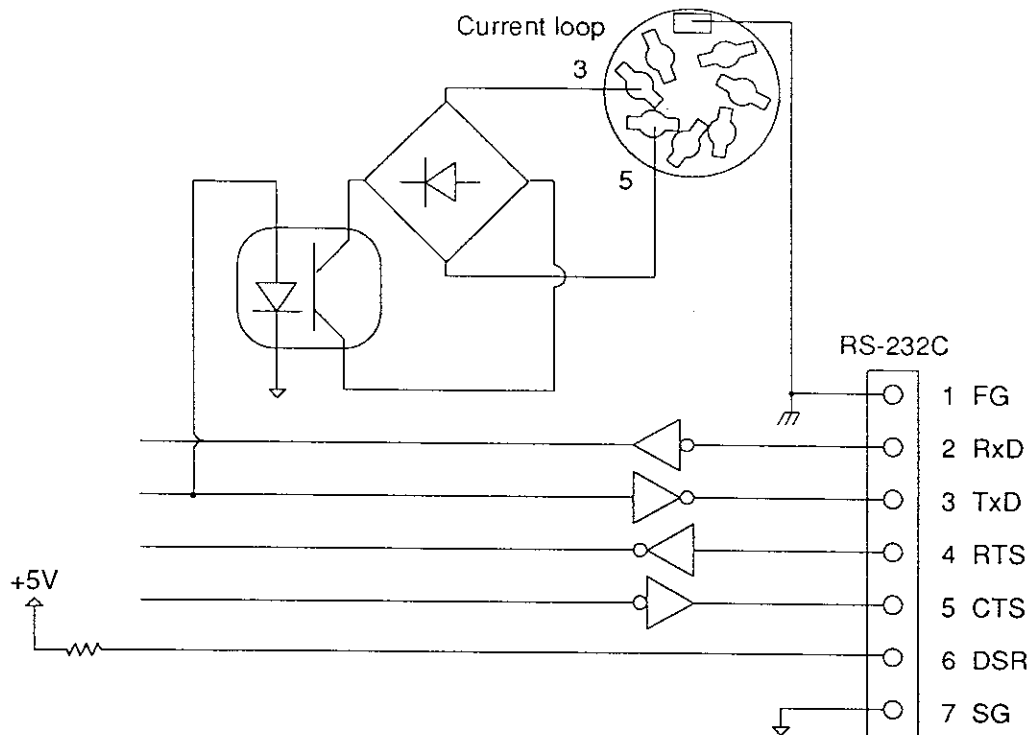 Current loop
3
5
RS-232C
1 FG
2 RxD
3 TxD
4 RTS
+5V
5 CTS
6 DSR
7 SG